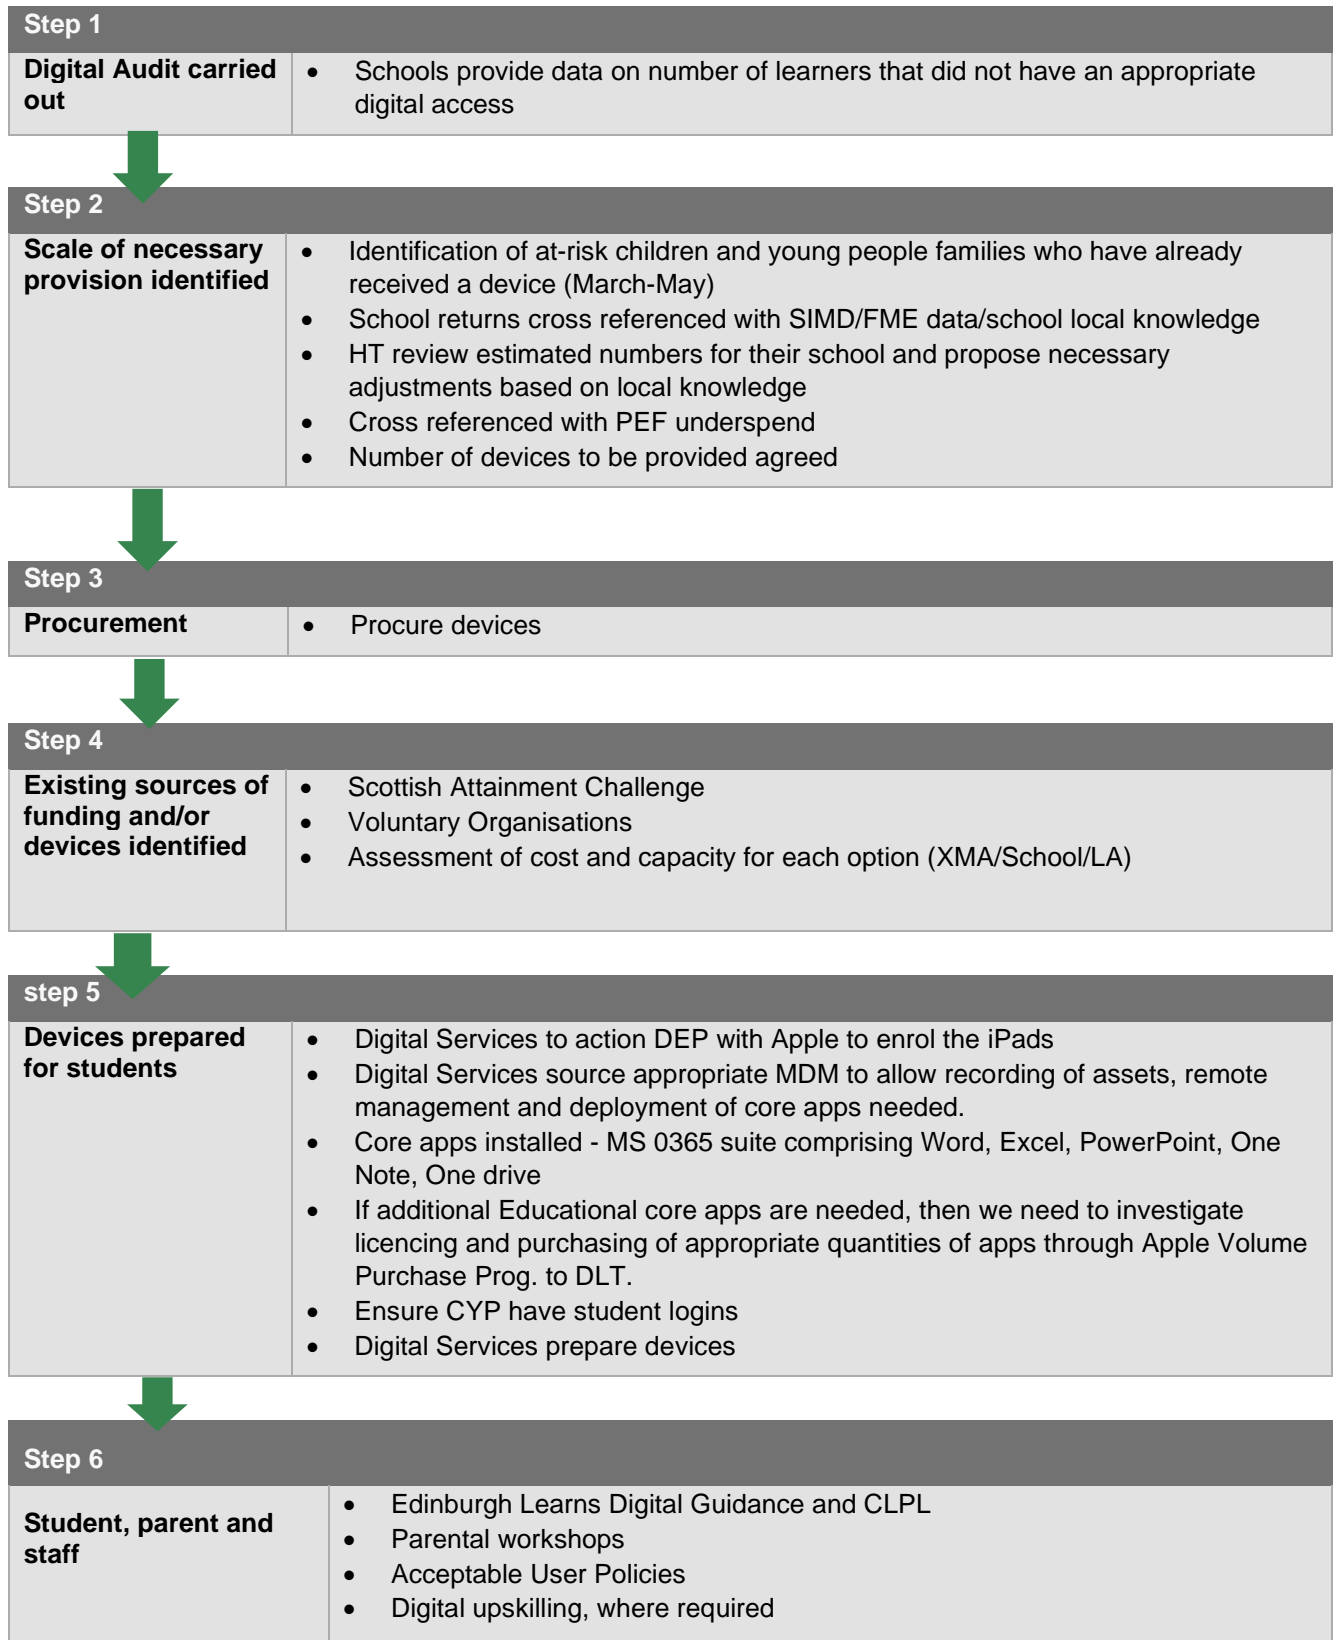 Step 1
Digital Audit carried
out
• Schools provide data on number of learners that did not have an appropriate
digital access
Step 2
Scale of necessary
provision identified
• Identification of at-risk children and young people families who have already
received a device (March-May)
• School returns cross referenced with SIMD/FME data/school local knowledge
• HT review estimated numbers for their school and propose necessary
adjustments based on local knowledge
• Cross referenced with PEF underspend
• Number of devices to be provided agreed
Step 3
Procurement
• Procure devices
Step 4
Existing sources of
funding and/or
devices identified
• Scottish Attainment Challenge
• Voluntary Organisations
• Assessment of cost and capacity for each option (XMA/School/LA)
step 5
Devices prepared
for students
• Digital Services to action DEP with Apple to enrol the iPads
• Digital Services source appropriate MDM to allow recording of assets, remote
management and deployment of core apps needed.
• Core apps installed - MS 0365 suite comprising Word, Excel, PowerPoint, One
Note, One drive
• If additional Educational core apps are needed, then we need to investigate
licencing and purchasing of appropriate quantities of apps through Apple Volume
Purchase Prog. to DLT.
• Ensure CYP have student logins
• Digital Services prepare devices
Step 6
Student, parent and
staff
• Edinburgh Learns Digital Guidance and CLPL
• Parental workshops
• Acceptable User Policies
• Digital upskilling, where required